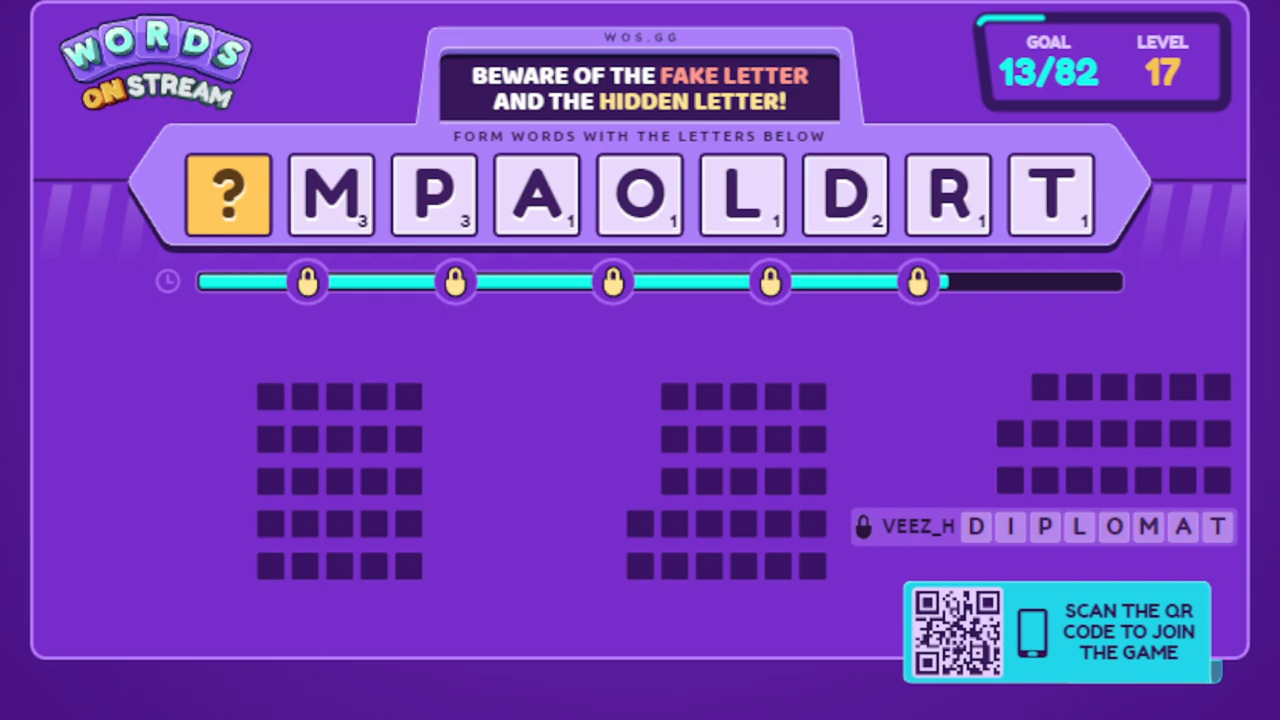 WORDS
ON STREAM
WOS.GG
BEWARE OF THE FAKE LETTER
AND THE HIDDEN LETTER!
GOAL
13/82
LEVEL
17
FORM WORDS WITH THE LETTERS BELOW
? M3 P3 A1 O1 L1 D2 R1 T1
VEEZ_H DIPLOMAT
SCAN THE QR
CODE TO JOIN
THE GAME